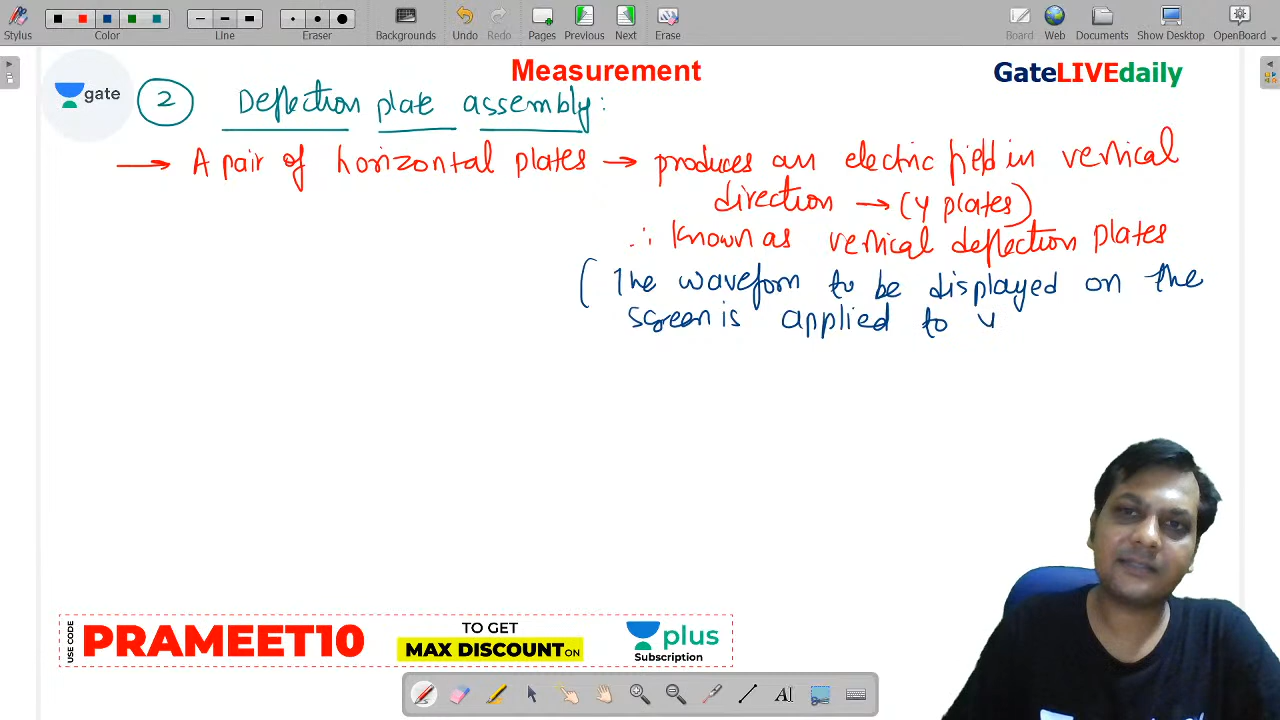 Stylus
Color
Line
Eraser
Backgrounds
Undo
Redo
Pages
Previous
Next
Erase
Board
Web
Documents
Show Desktop
OpenBoard
gate
Measurement
GateLIVEdaily
2 Deflection plate assembly:
→ A pair of horizontal plates → produces an electric field in vertical
direction → (Y plates)
∴ Known as vertical deflection plates
(The waveform to be displayed on the
screen is applied to
USE CODE
PRAMEET10
TO GET
MAX DISCOUNT ON
plus
Subscription